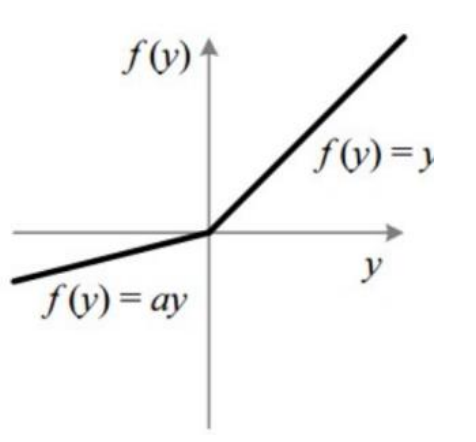 f(y)
f(y) = y
y
f(y) = ay